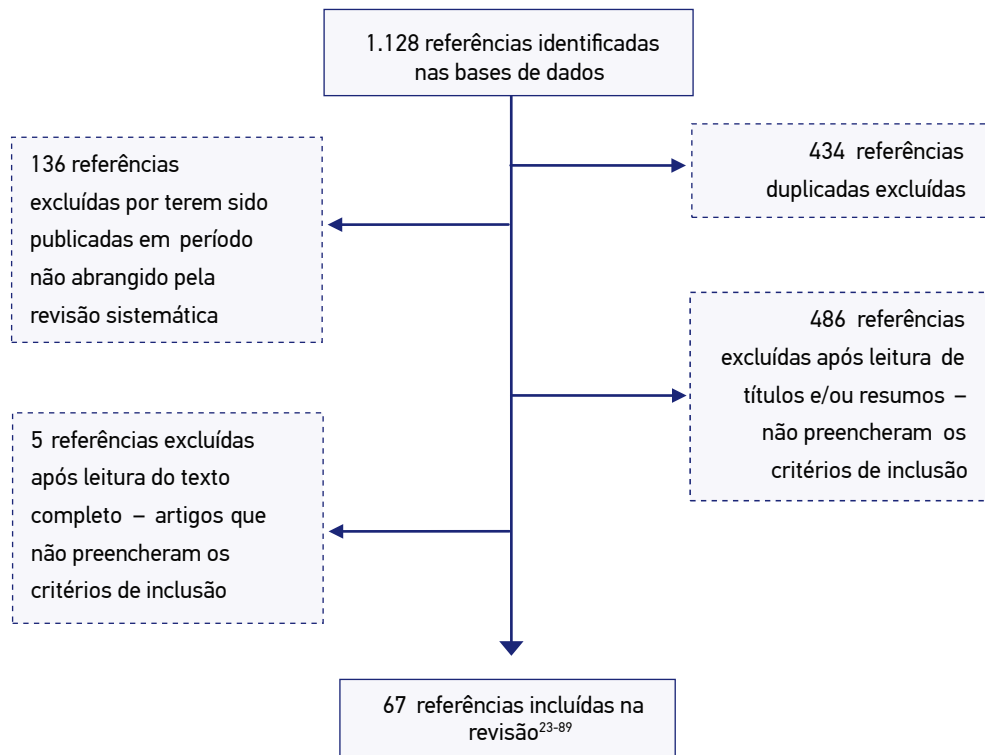 1.128 referências identificadas
nas bases de dados
434 referências
duplicadas excluídas
136 referências
excluídas por terem sido
publicadas em período
não abrangido pela
revisão sistemática
486 referências
excluídas após leitura de
títulos e/ou resumos –
não preencheram os
critérios de inclusão
5 referências excluídas
após leitura do texto
completo – artigos que
não preencheram os
critérios de inclusão
67 referências incluídas na
revisão23-89